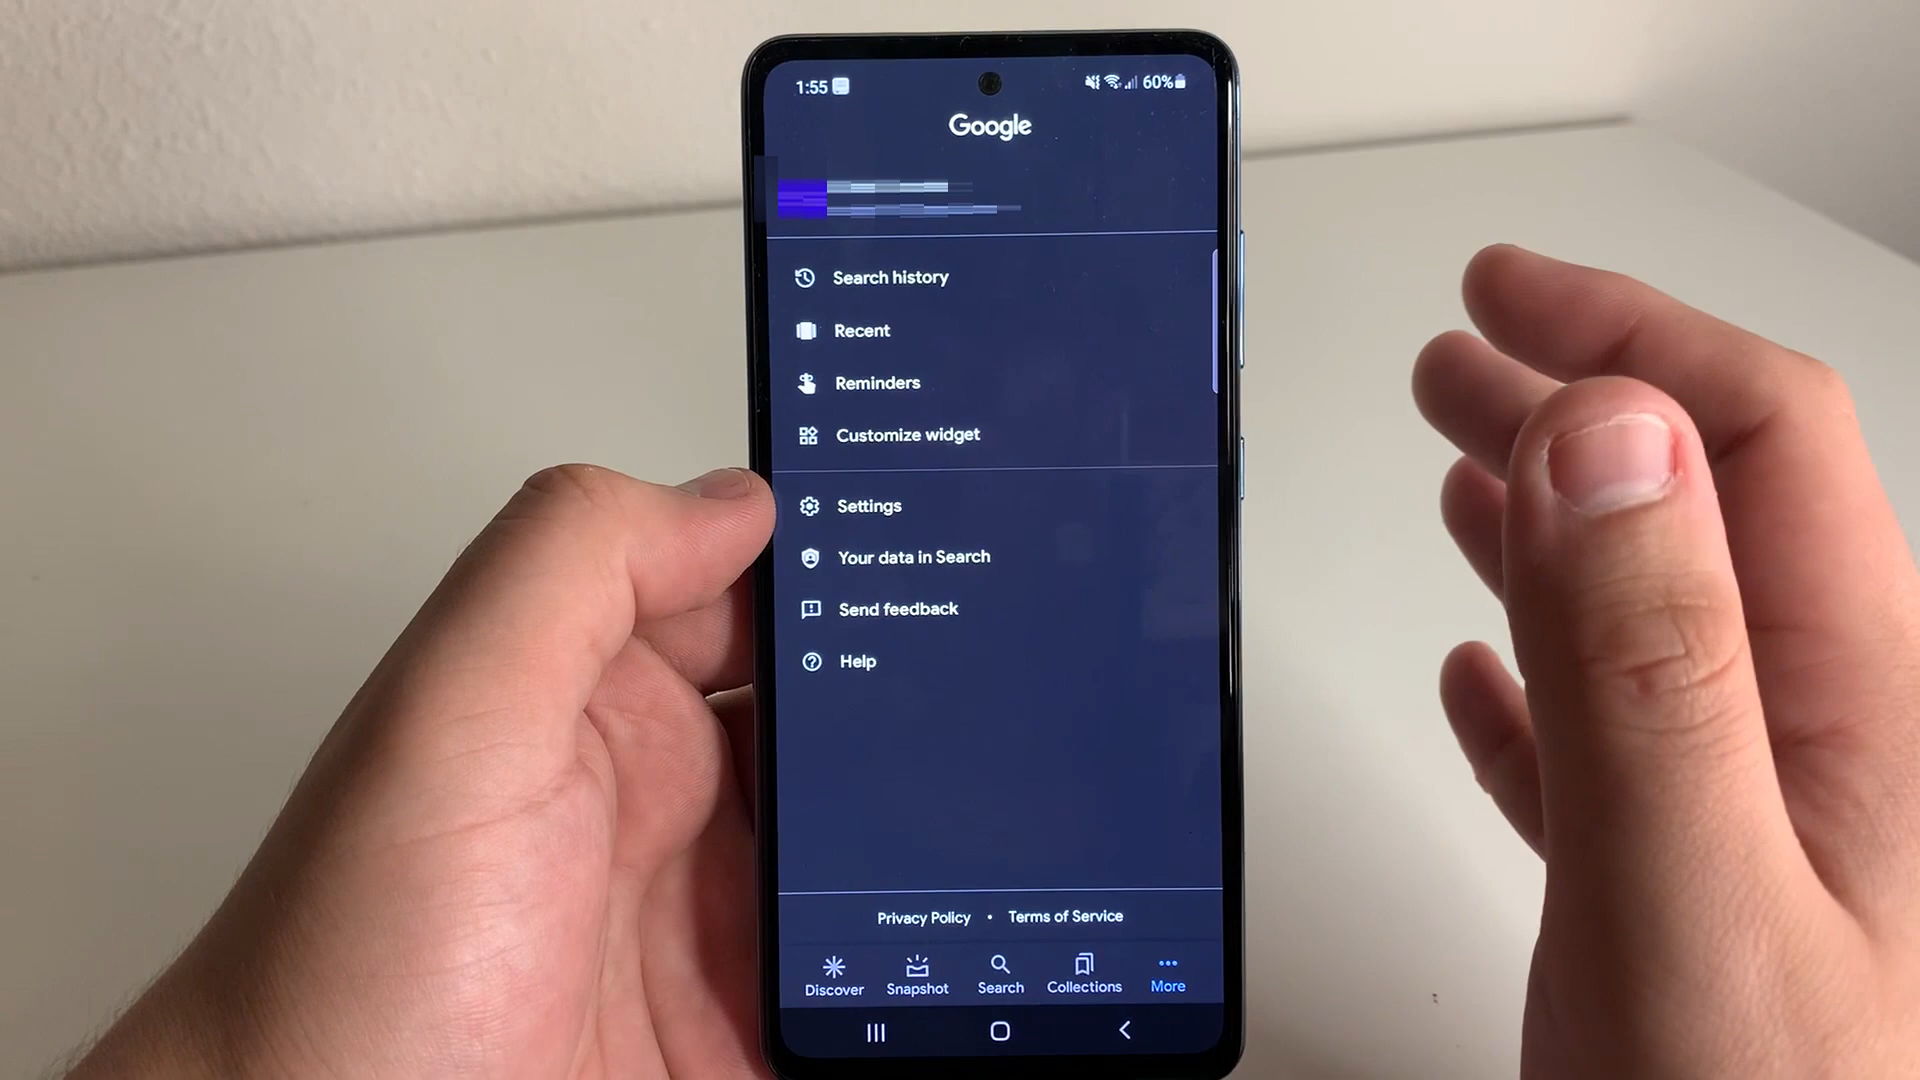 1:55
60%
Google
Search history
Recent
Reminders
Customize widget
Settings
Your data in Search
Send feedback
Help
Privacy Policy • Terms of Service
Discover Snapshot Search Collections More